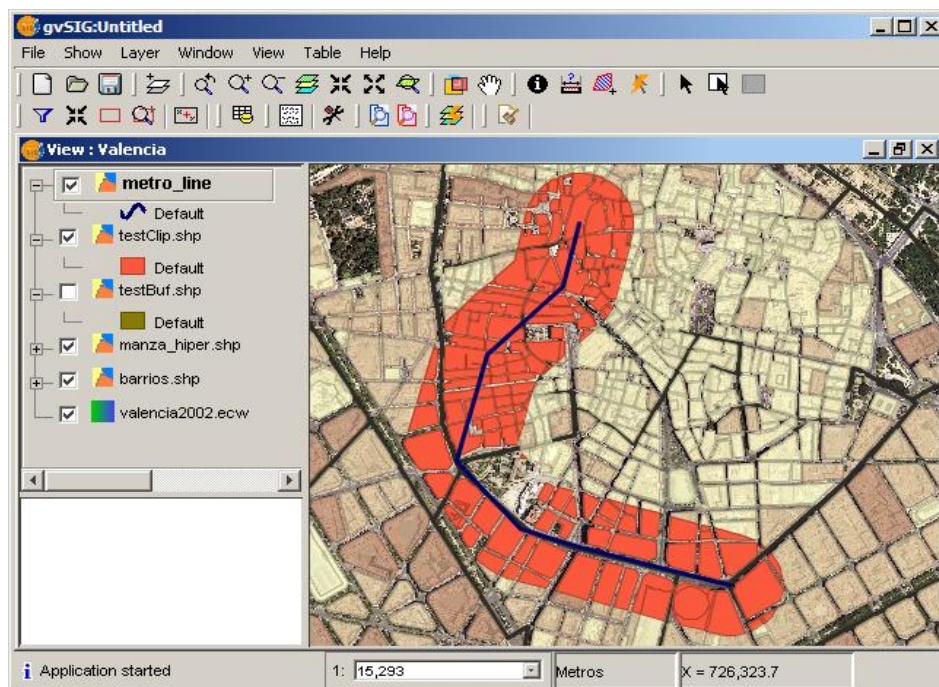 gvSIG:Untitled
File Show Layer Window View Table Help
View : Valencia
metro_line
Default
testClip.shp
Default
testBuf.shp
Default
manza_hiper.shp
barrios.shp
valencia2002.ecw
Application started 1: 15,293 Metros X = 726,323.7